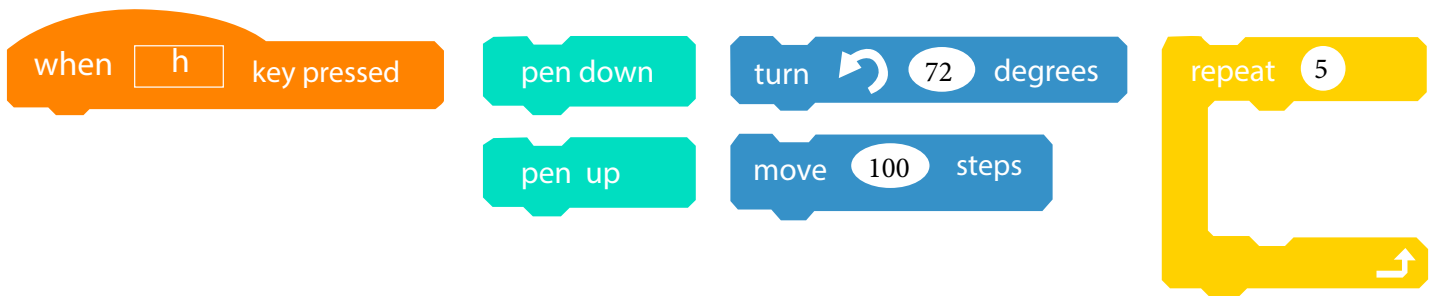 when h key pressed
pen down
turn 72 degrees
repeat 5
pen up
move 100 steps